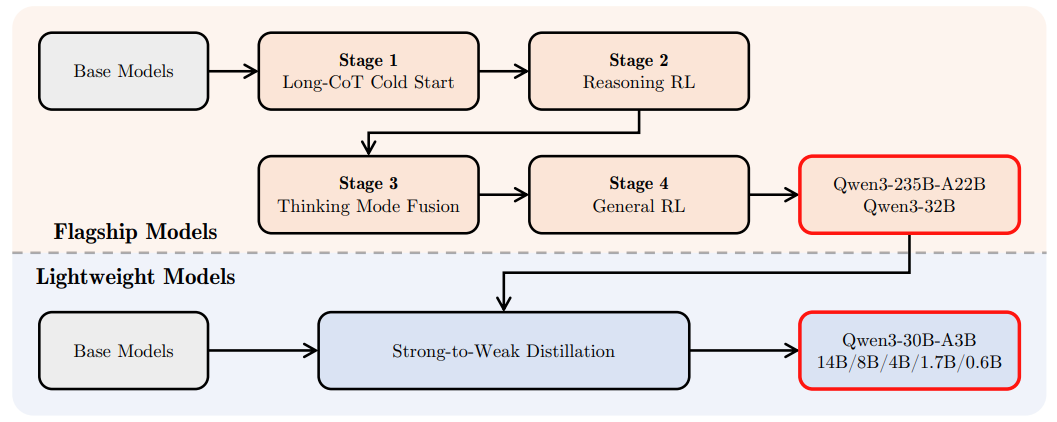 Base Models
Stage 1
Long-CoT Cold Start
Stage 2
Reasoning RL
Stage 3
Thinking Mode Fusion
Stage 4
General RL
Qwen3-235B-A22B
Qwen3-32B
Flagship Models
Lightweight Models
Base Models
Strong-to-Weak Distillation
Qwen3-30B-A3B
14B/8B/4B/1.7B/0.6B